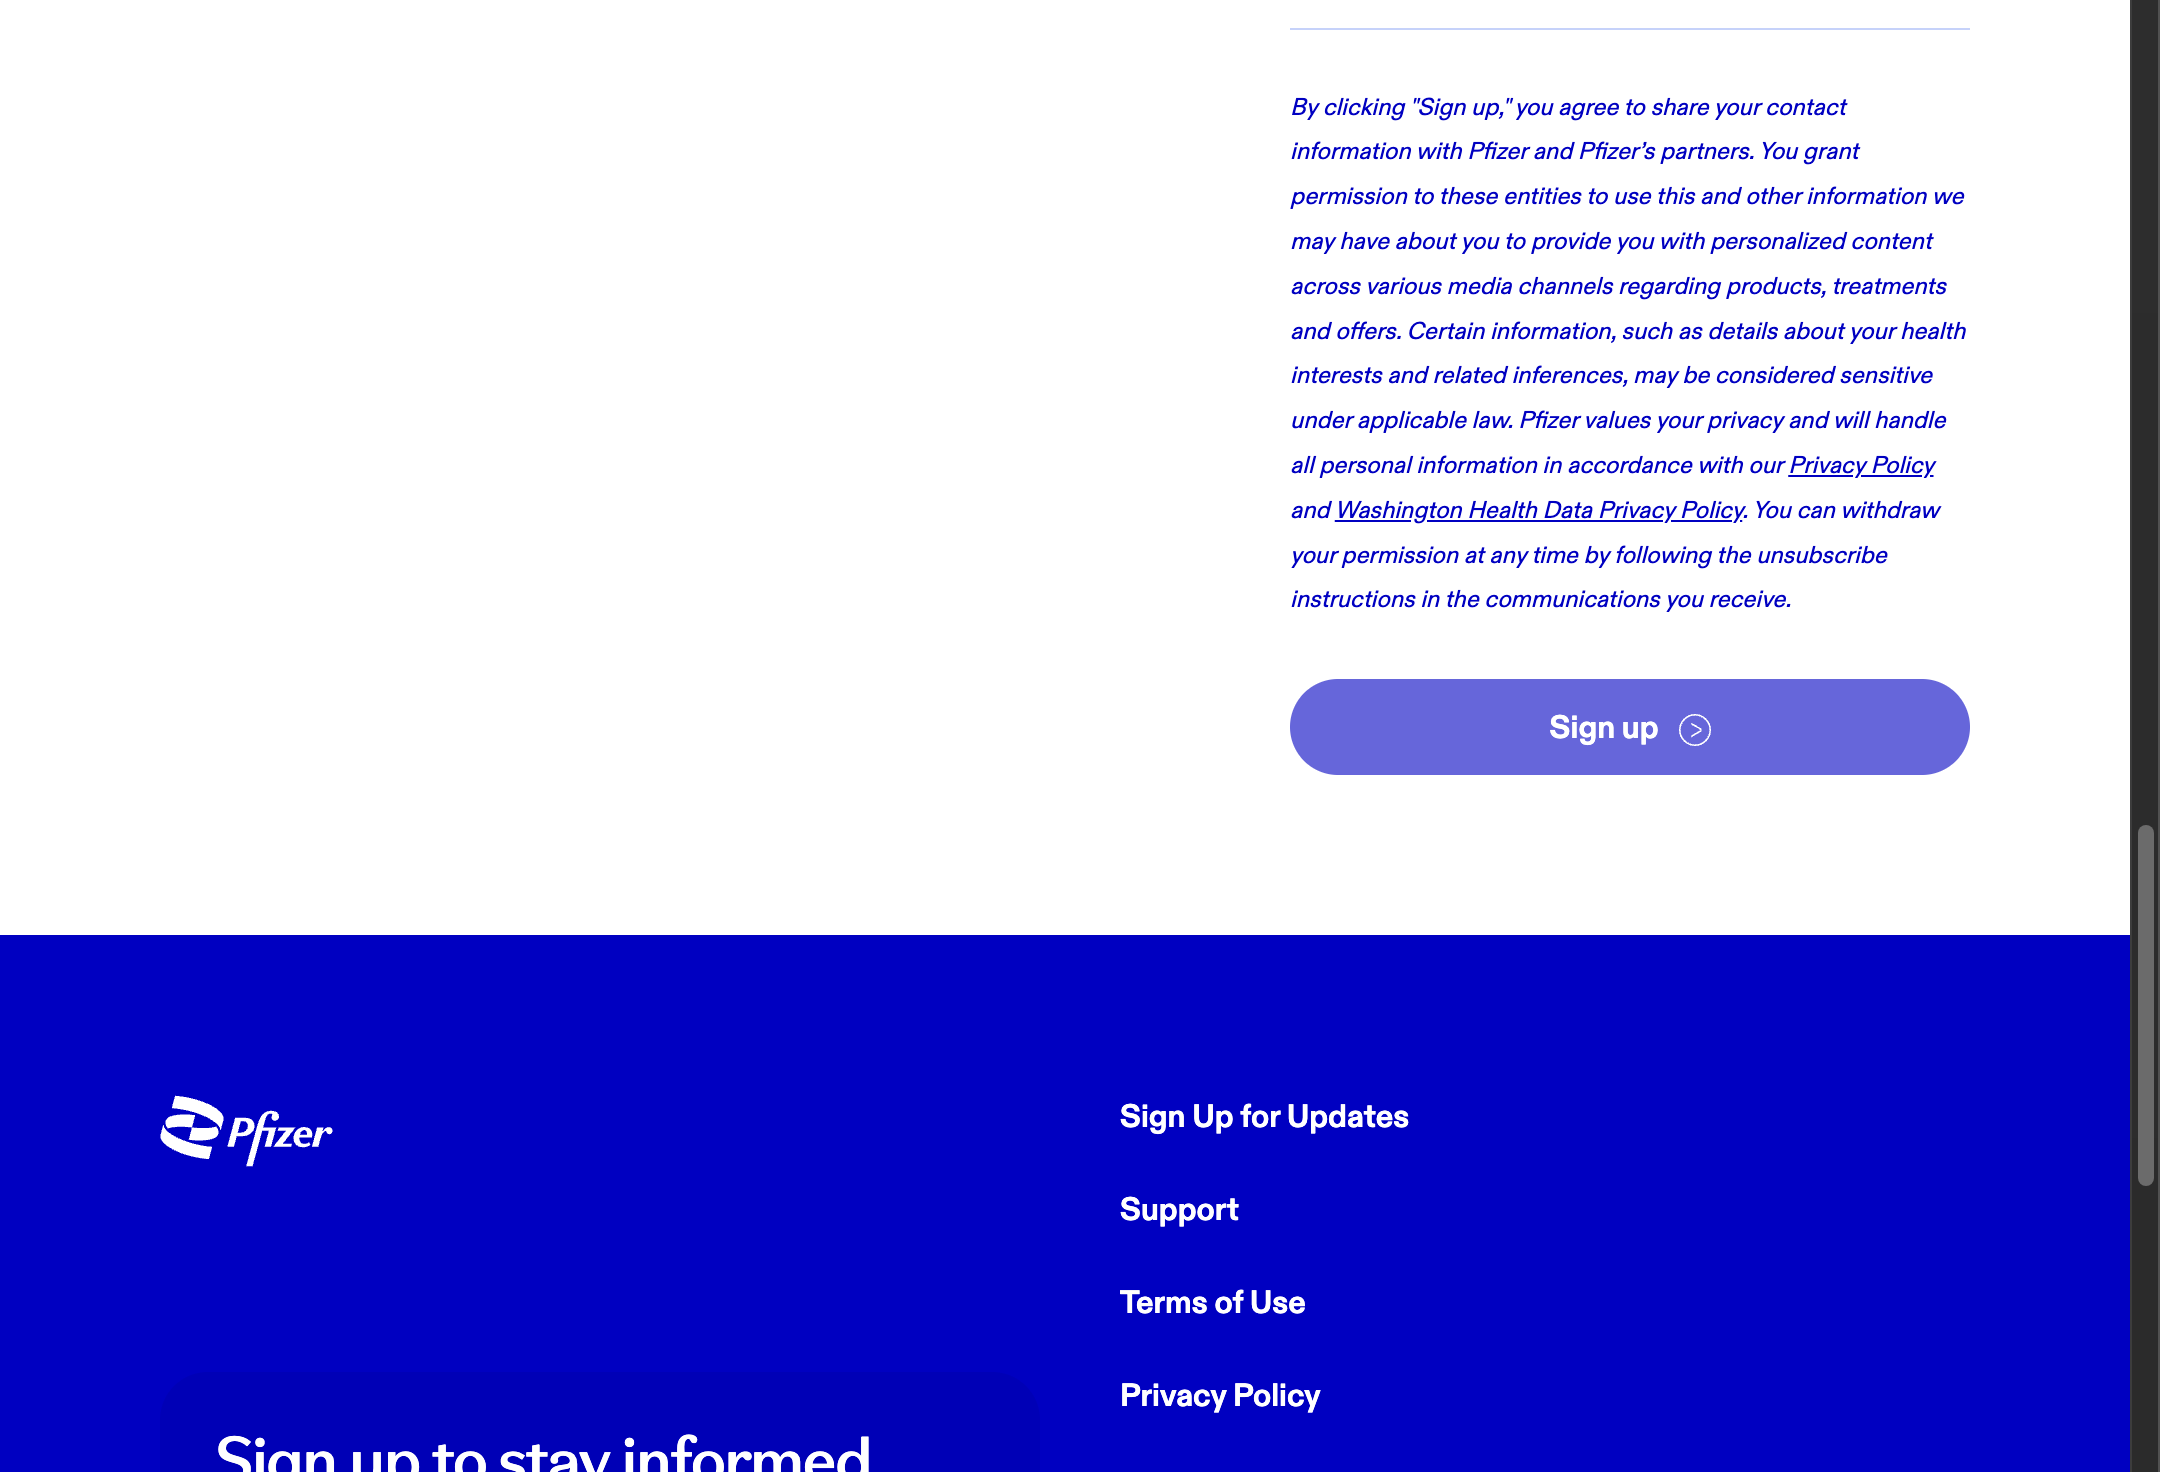 By clicking "Sign up," you agree to share your contact
information with Pfizer and Pfizer’s partners. You grant
permission to these entities to use this and other information we
may have about you to provide you with personalized content
across various media channels regarding products, treatments
and offers. Certain information, such as details about your health
interests and related inferences, may be considered sensitive
under applicable law. Pfizer values your privacy and will handle
all personal information in accordance with our Privacy Policy
and Washington Health Data Privacy Policy. You can withdraw
your permission at any time by following the unsubscribe
instructions in the communications you receive.
Sign up
Pfizer
Sign Up for Updates
Support
Terms of Use
Privacy Policy
Sign up to stay informed